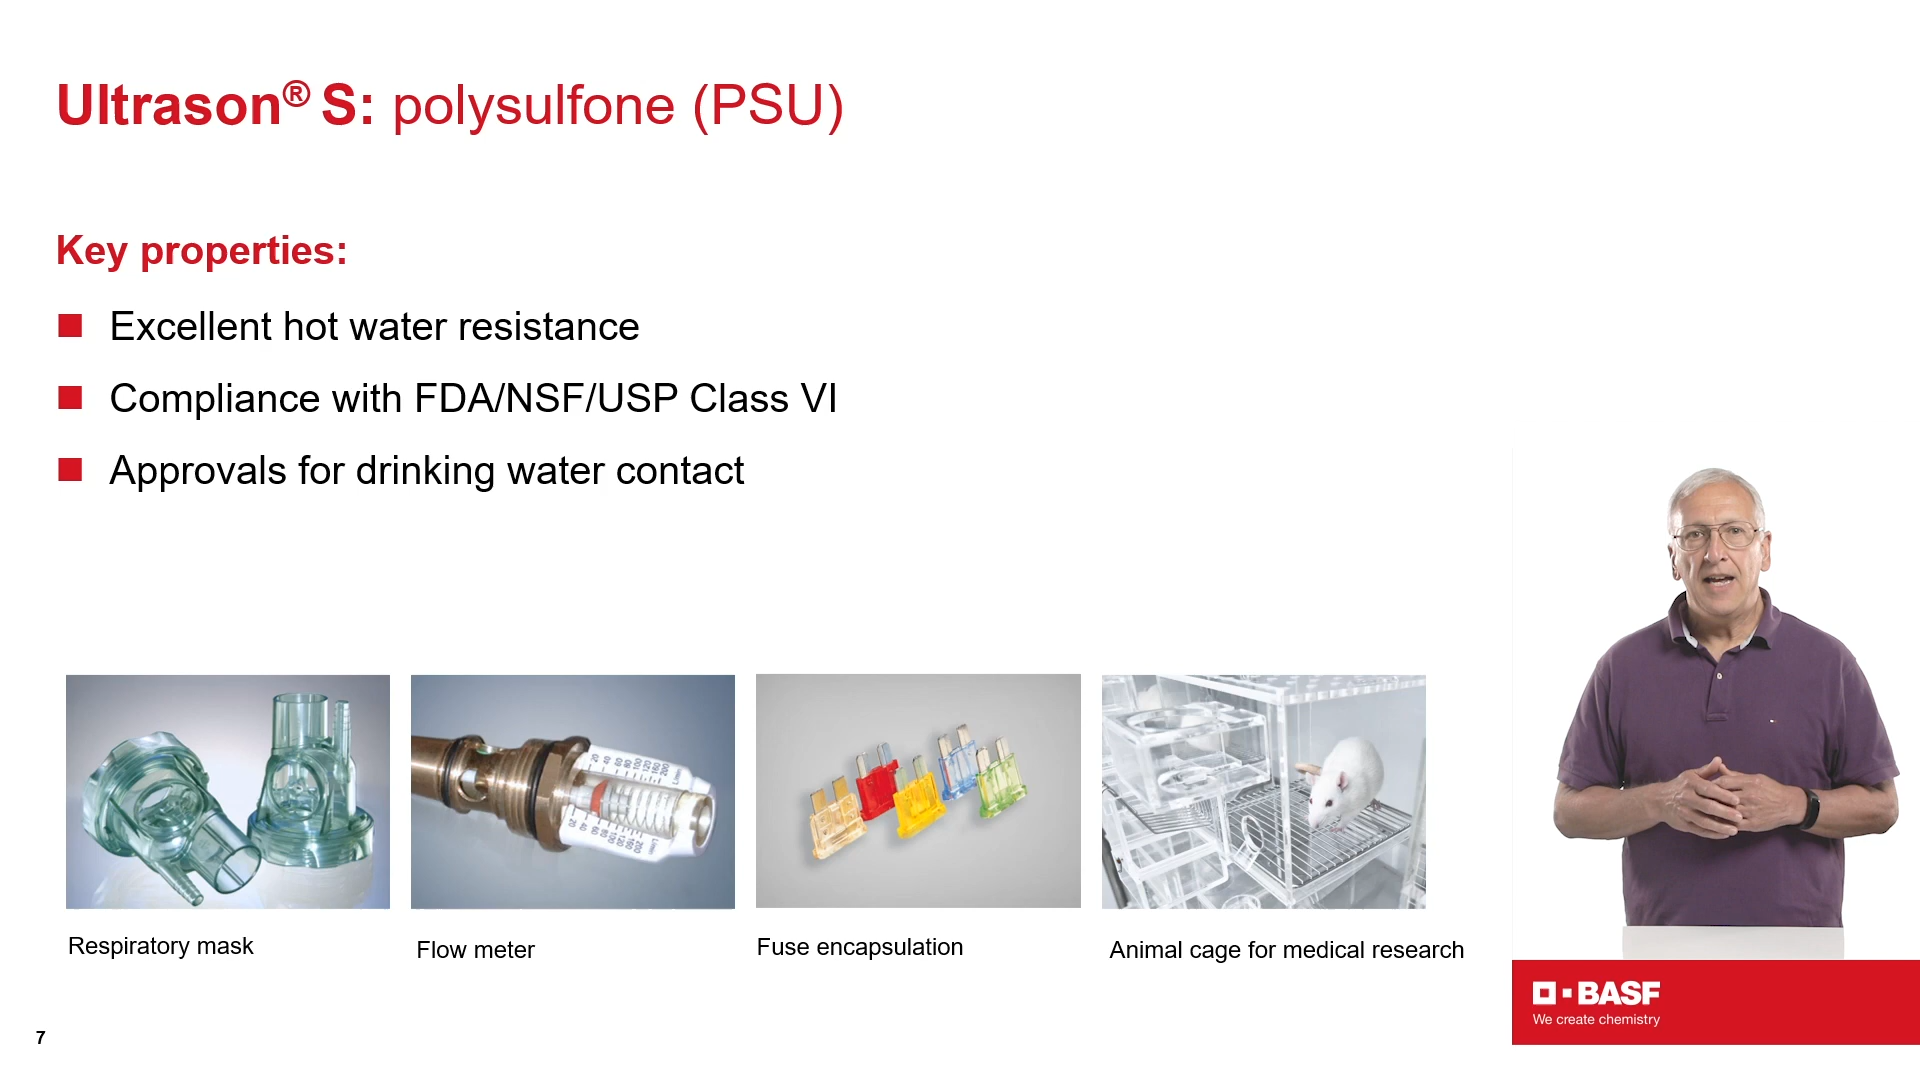 Ultrason® S: polysulfone (PSU)
Key properties:
Excellent hot water resistance
Compliance with FDA/NSF/USP Class VI
Approvals for drinking water contact
Respiratory mask
Flow meter
Fuse encapsulation
Animal cage for medical research
BASF
We create chemistry
7